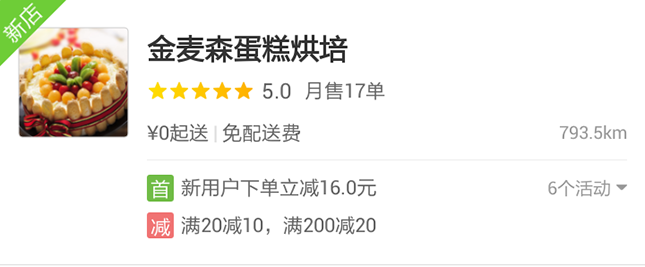 新店
金麦森蛋糕烘培
5.0 月售17单
¥0起送 | 免配送费 793.5km
首 新用户下单立减16.0元 6个活动
减 满20减10，满200减20